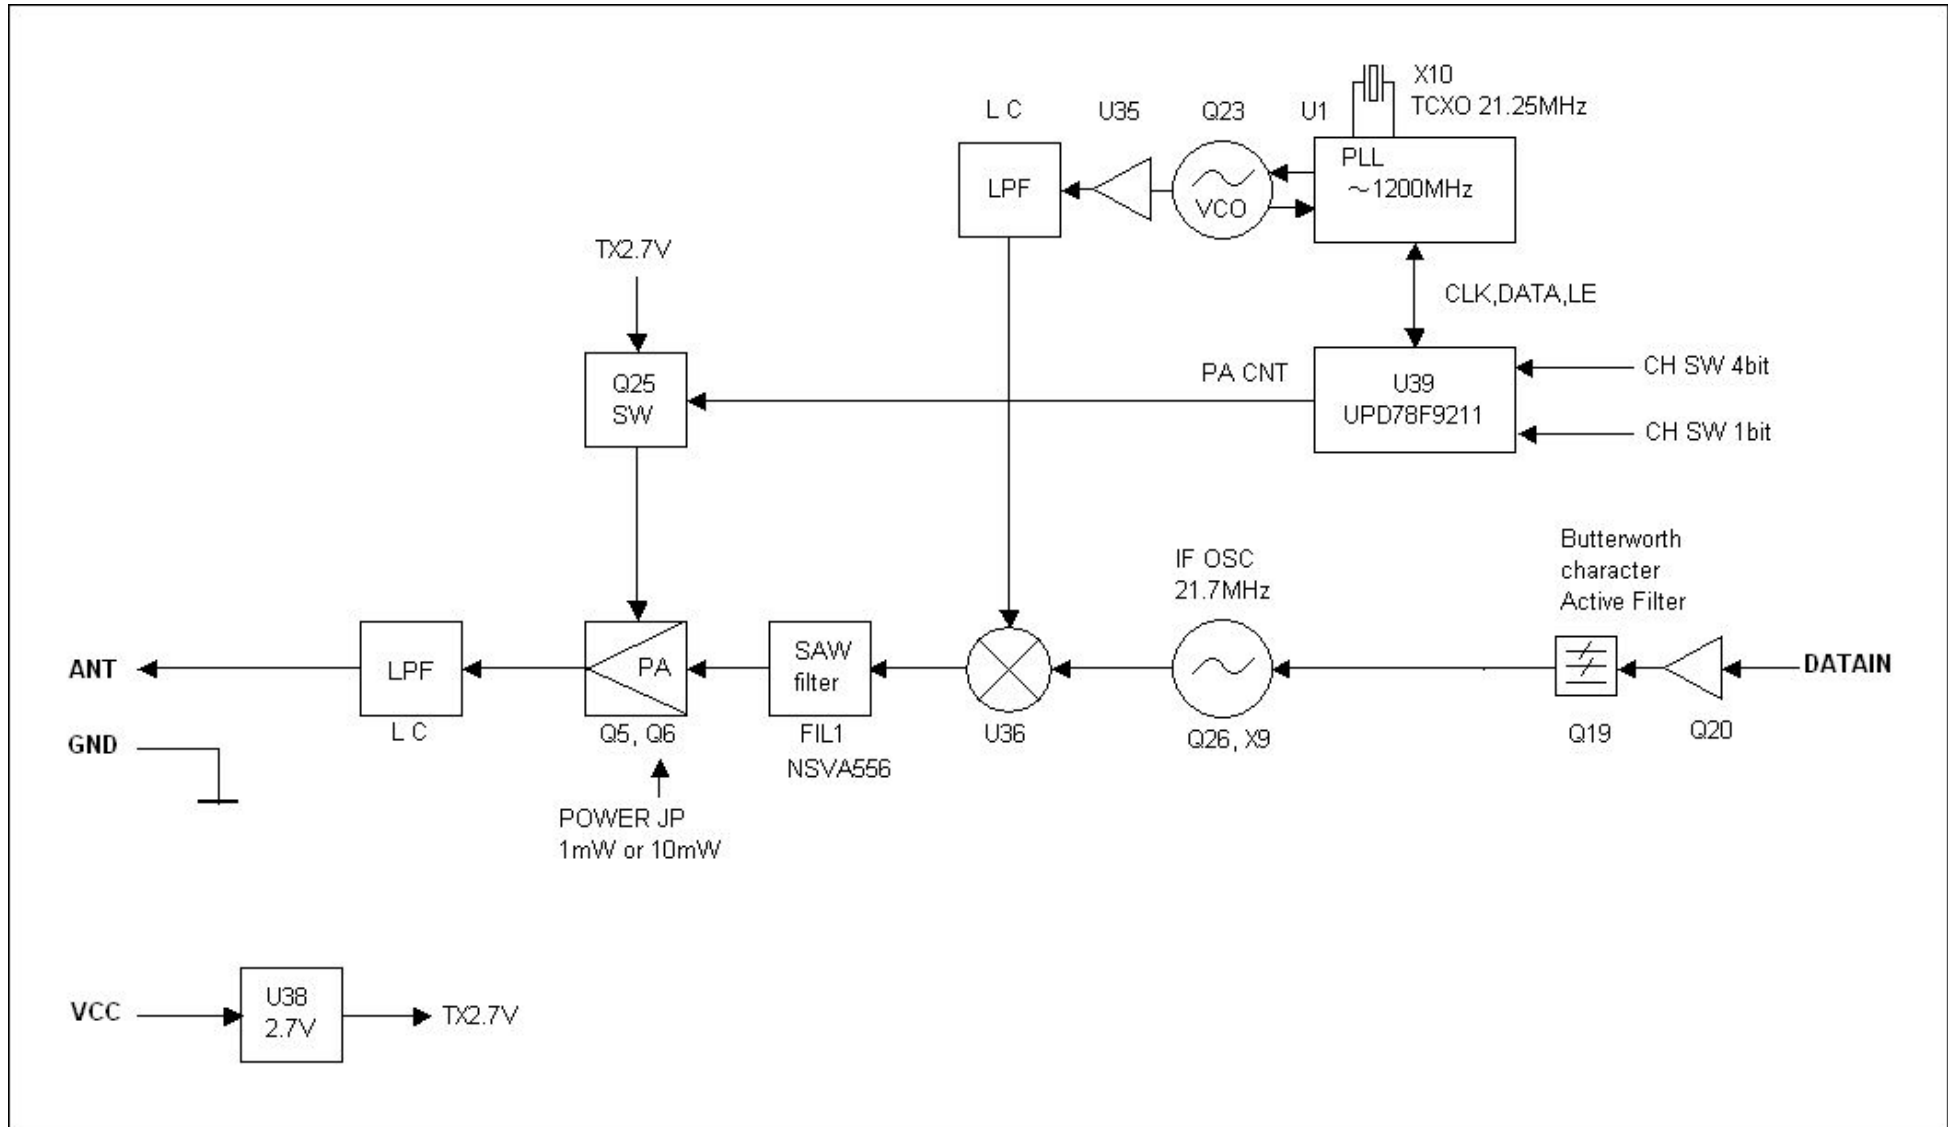 X10
TCXO 21.25MHz
L C
U35
Q23
U1
LPF
VCO
PLL
～1200MHz
TX2.7V
CLK,DATA,LE
Q25
SW
PA CNT
U39
UPD78F9211
CH SW 4bit
CH SW 1bit
Butterworth
character
Active Filter
IF OSC
21.7MHz
ANT
LPF
PA
SAW
filter
DATAIN
L C
Q5, Q6
FIL1
NSVA556
U36
Q26, X9
Q19
Q20
GND
POWER JP
1mW or 10mW
VCC
U38
2.7V
TX2.7V